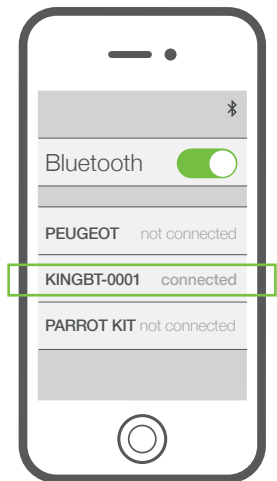 Bluetooth
PEUGEOT not connected
KINGBT-0001 connected
PARROT KIT not connected